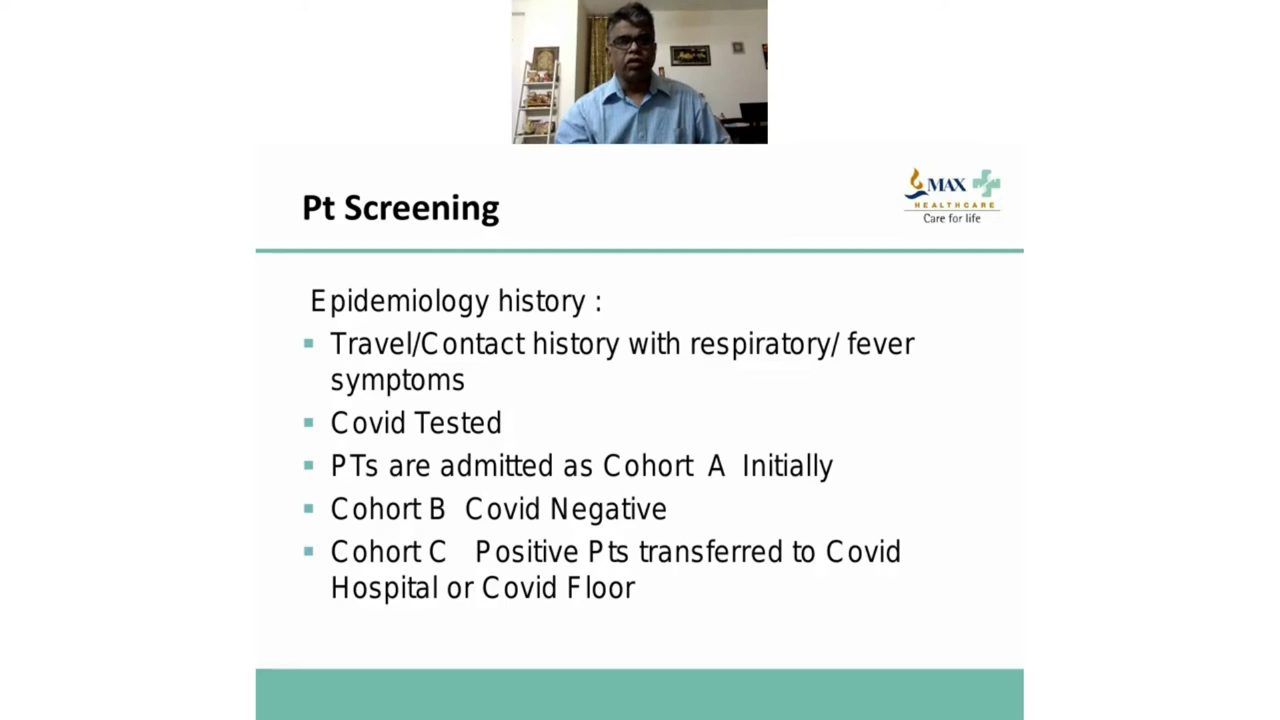 Pt Screening
MAX
HEALTHCARE
Care for life
Epidemiology history :
Travel/Contact history with respiratory/ fever
symptoms
Covid Tested
PTs are admitted as Cohort A Initially
Cohort B Covid Negative
Cohort C Positive Pts transferred to Covid
Hospital or Covid Floor